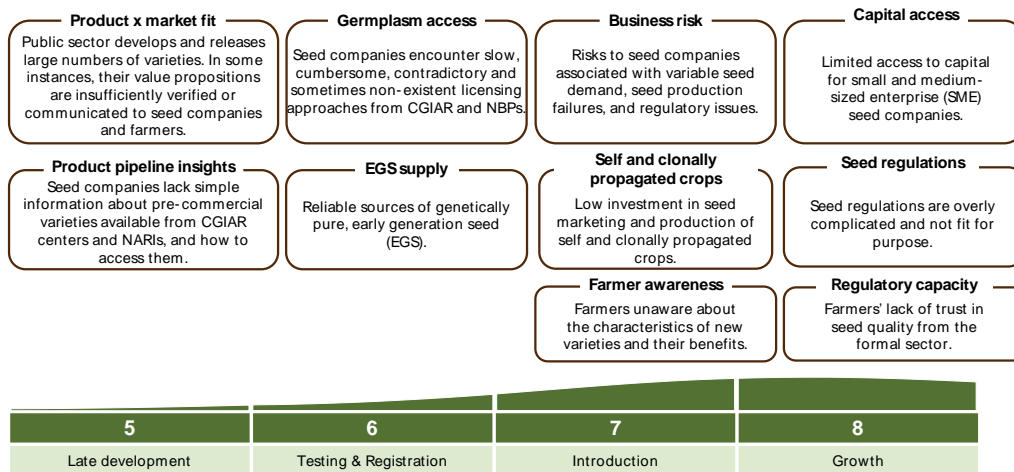 Product x market fit
Public sector develops and releases
large numbers of varieties. In some
instances, their value propositions
are insufficiently verified or
communicated to seed companies
and farmers.
Germplasm access
Seed companies encounter slow,
cumbersome, contradictory and
sometimes non-existent licensing
approaches from CGIAR and NBPs.
Business risk
Risks to seed companies
associated with variable seed
demand, seed production
failures, and regulatory issues.
Capital access
Limited access to capital
for small and medium-
sized enterprise (SME)
seed companies.
Product pipeline insights
Seed companies lack simple
information about pre-commercial
varieties available from CGIAR
centers and NARIs, and how to
access them.
EGS supply
Reliable sources of genetically
pure, early generation seed
(EGS).
Self and clonally
propagated crops
Low investment in seed
marketing and production of
self and clonally propagated
crops.
Seed regulations
Seed regulations are overly
complicated and not fit for
purpose.
Farmer awareness
Farmers unaware about
the characteristics of new
varieties and their benefits.
Regulatory capacity
Farmers' lack of trust in
seed quality from the
formal sector.
5
6
7
8
Late development
Testing & Registration
Introduction
Growth